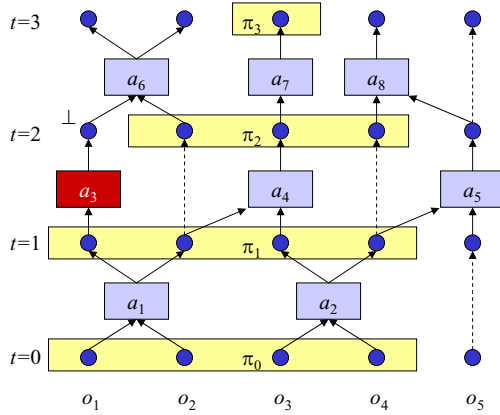 t=3 π₃
a₆ a₇ a₈
t=2 ⊥ π₂
a₃ a₄ a₅
t=1 π₁
a₁ a₂
t=0 π₀
o₁ o₂ o₃ o₄ o₅